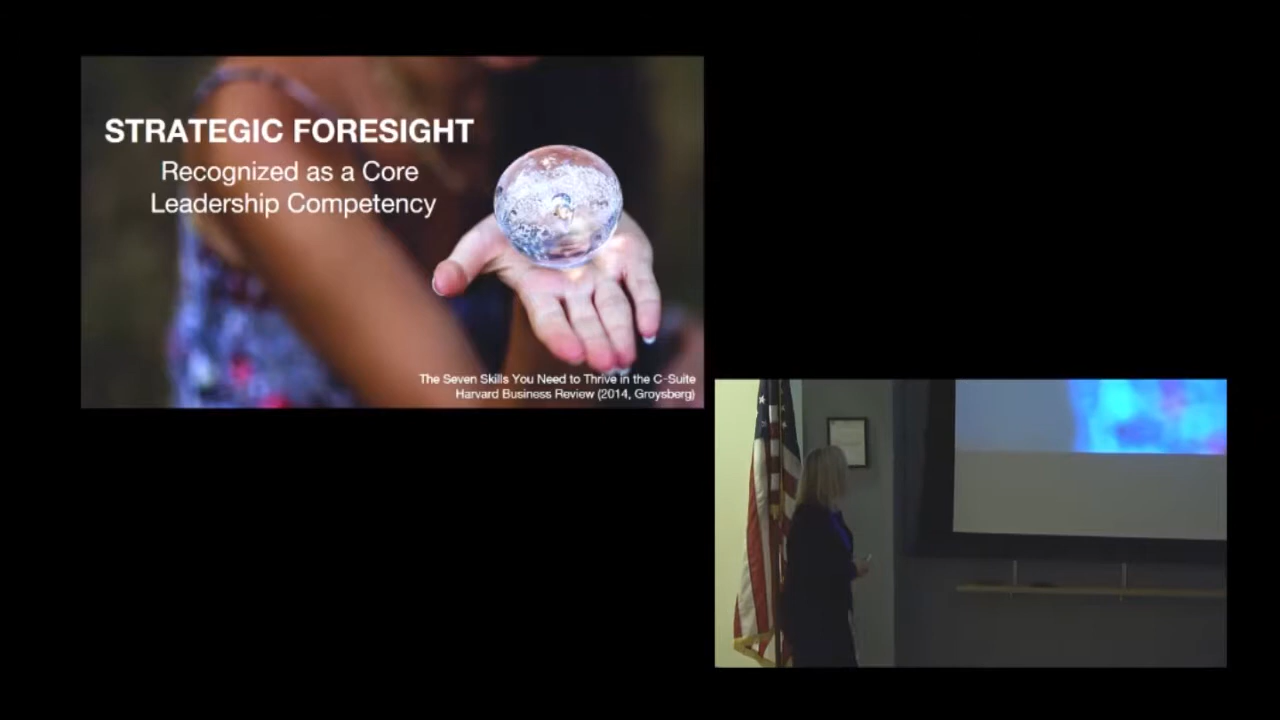 STRATEGIC FORESIGHT
Recognized as a Core
Leadership Competency
The Seven Skills You Need to Thrive in the C-Suite
Harvard Business Review (2014, Groysberg)